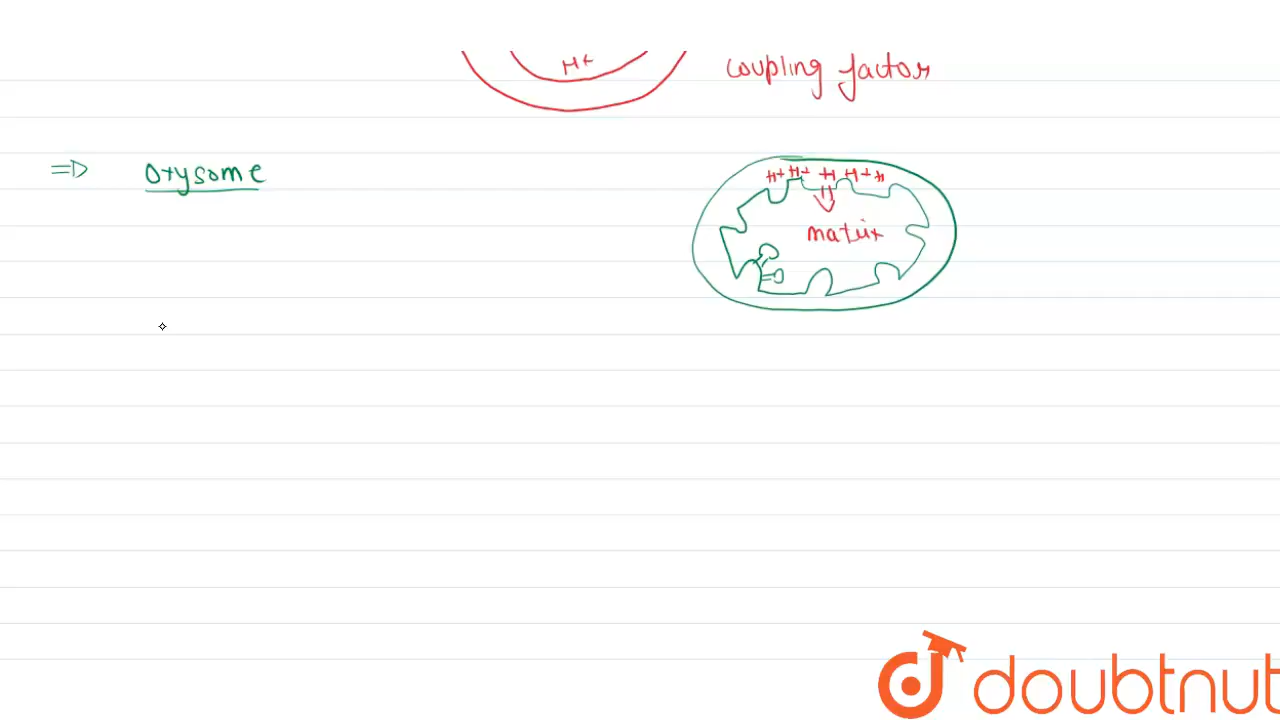 H+
coupling factor
=> Oxysome
H+ H+ H H+ H
matrix
doubtnut